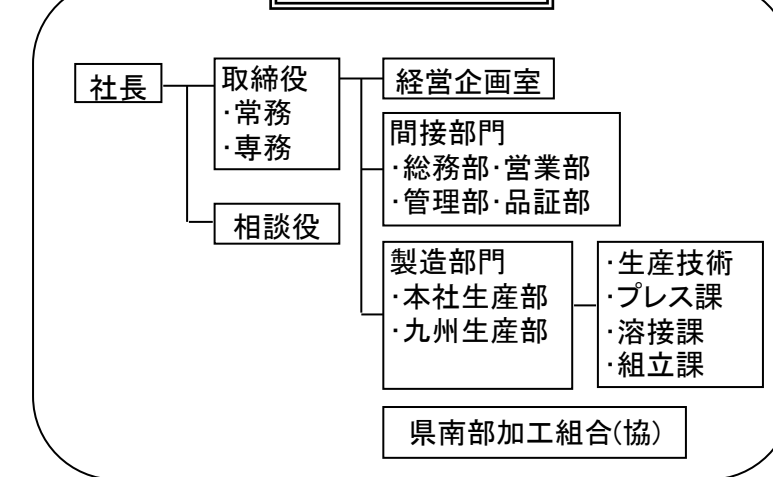 社長
取締役
･常務
･専務
相談役
経営企画室
間接部門
･総務部･営業部
･管理部･品証部
製造部門
･本社生産部
･九州生産部
･生産技術
･プレス課
･溶接課
･組立課
県南部加工組合(協)